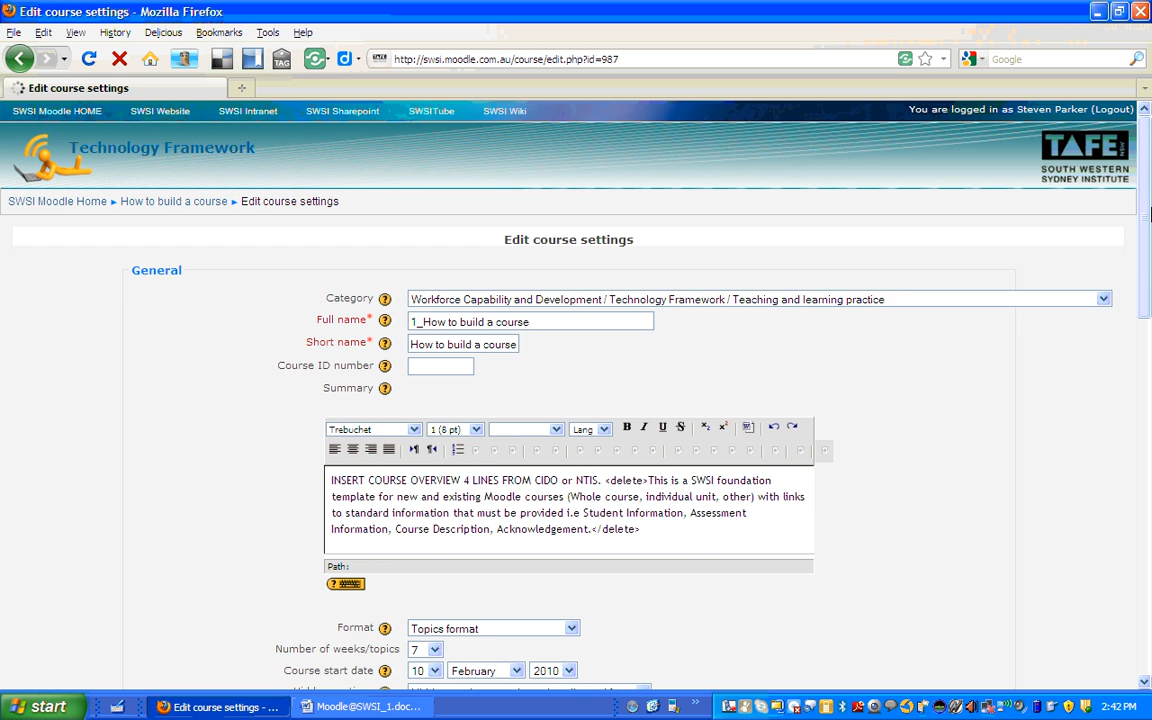 Edit course settings - Mozilla Firefox
File Edit View History Delicious Bookmarks Tools Help
TAG d http://swsi.moodle.com.au/course/edit.php?id=987 Google
Edit course settings
SWSI Moodle HOME SWSI Website SWSI Intranet SWSI Sharepoint SWSITube SWSI Wiki You are logged in as Steven Parker (Logout)
Technology Framework
TAFE NSW
SOUTH WESTERN
SYDNEY INSTITUTE
SWSI Moodle Home ► How to build a course ► Edit course settings
Edit course settings
General
Category ? Workforce Capability and Development / Technology Framework / Teaching and learning practice
Full name* ? 1_How to build a course
Short name* ? How to build a course
Course ID number ?
Summary ?
Trebuchet 1 (8 pt) Lang B I U S x₂ x²
INSERT COURSE OVERVIEW 4 LINES FROM CIDO or NTIS. <delete>This is a SWSI foundation
template for new and existing Moodle courses (Whole course, individual unit, other) with links
to standard information that must be provided i.e Student Information, Assessment
Information, Course Description, Acknowledgement.</delete>
Path:
?
Format ? Topics format
Number of weeks/topics 7
Course start date ? 10 February 2010
start Edit course settings - ... Moodle@SWSI_1.doc... 2:42 PM